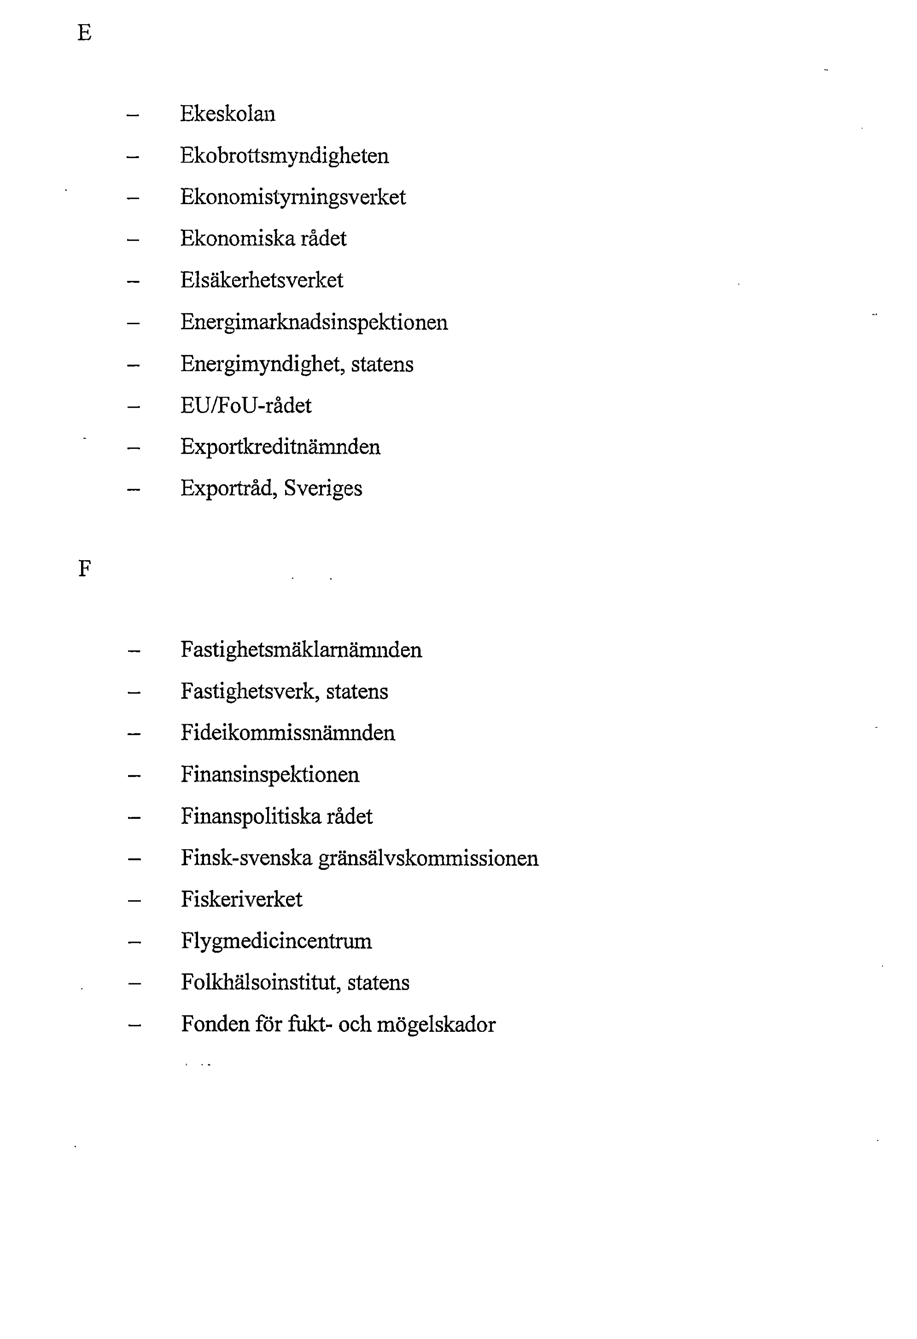 E
– Ekeskolan
– Ekobrottsmyndigheten
– Ekonomistyrningsverket
– Ekonomiska rådet
– Elsäkerhetsverket
– Energimarknadsinspektionen
– Energimyndighet, statens
– EU/FoU-rådet
– Exportkreditnämnden
– Exportråd, Sveriges
F
– Fastighetsmäklarnämnden
– Fastighetsverk, statens
– Fideikommissnämnden
– Finansinspektionen
– Finanspolitiska rådet
– Finsk-svenska gränsälvskommissionen
– Fiskeriverket
– Flygmedicincentrum
– Folkhälsoinstitut, statens
– Fonden för fukt- och mögelskador